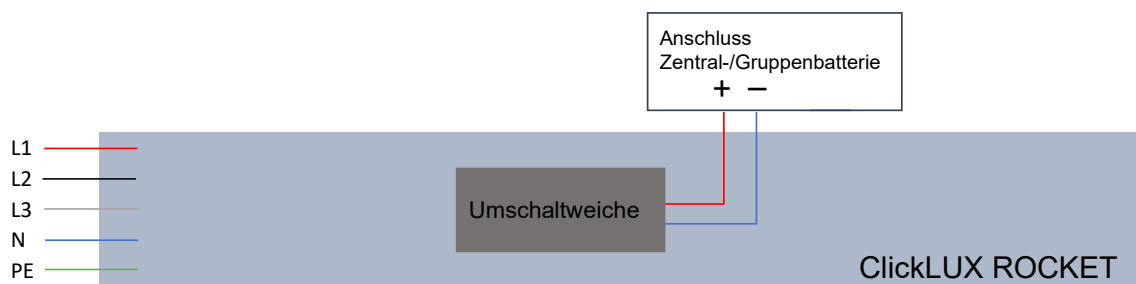 Anschluss
Zentral-/Gruppenbatterie
+ −
L1
L2
L3
N
PE
Umschaltweiche
ClickLUX ROCKET